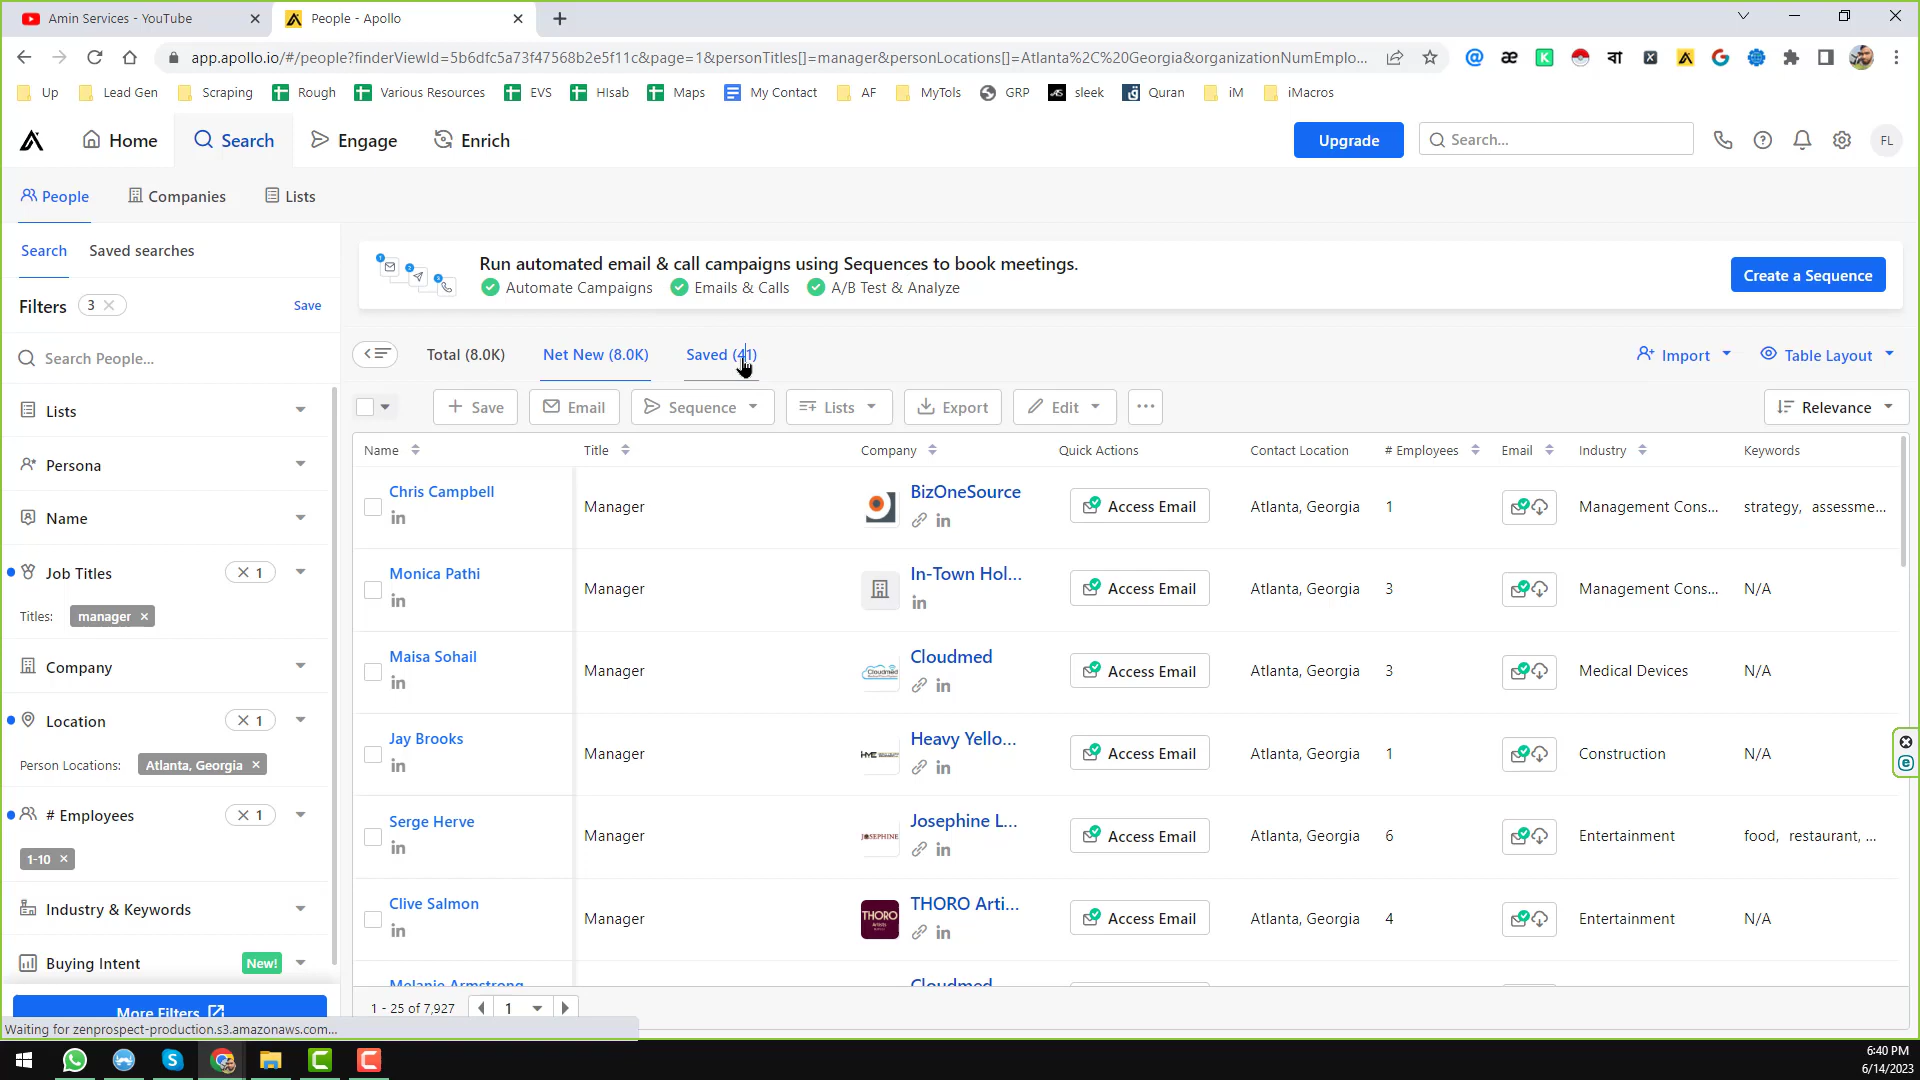 Amin Services - YouTube
People - Apollo
app.apollo.io/#/people?finderViewId=5b6dfc5a73f47568b2e5f11c&page=1&personTitles[]=manager&personLocations[]=Atlanta%2C%20Georgia&organizationNumEmplo...
Up Lead Gen Scraping Rough Various Resources EVS HIsab Maps My Contact AF MyTols GRP sleek Quran iM iMacros
Home Search Engage Enrich Upgrade Search... FL
People Companies Lists
Search Saved searches
Run automated email & call campaigns using Sequences to book meetings.
Automate Campaigns Emails & Calls A/B Test & Analyze
Create a Sequence
Filters 3 Save
Search People...
Total (8.0K) Net New (8.0K) Saved (41) Import Table Layout
Save Email Sequence Lists Export Edit Relevance
Lists
Persona
Name
Job Titles 1
Titles: manager
Company
Location 1
Person Locations: Atlanta, Georgia
# Employees 1
1-10
Industry & Keywords
Buying Intent New!
More Filters
Name Title Company Quick Actions Contact Location # Employees Email Industry Keywords
Chris Campbell Manager BizOneSource Access Email Atlanta, Georgia 1 Management Cons... strategy, assessme...
Monica Pathi Manager In-Town Hol... Access Email Atlanta, Georgia 3 Management Cons... N/A
Maisa Sohail Manager Cloudmed Access Email Atlanta, Georgia 3 Medical Devices N/A
Jay Brooks Manager Heavy Yello... Access Email Atlanta, Georgia 1 Construction N/A
Serge Herve Manager JOSEPHINE Josephine L... Access Email Atlanta, Georgia 6 Entertainment food, restaurant, ...
Clive Salmon Manager THORO THORO Arti... Access Email Atlanta, Georgia 4 Entertainment N/A
Melanie Armstrong Cloudmed
1 - 25 of 7,927 1
Waiting for zenprospect-production.s3.amazonaws.com...
6:40 PM
6/14/2023